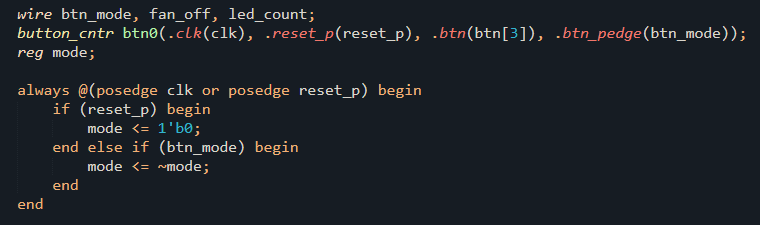 wire btn_mode, fan_off, led_count;
button_cntr btn0(.clk(clk), .reset_p(reset_p), .btn(btn[3]), .btn_pedge(btn_mode));
reg mode;

always @(posedge clk or posedge reset_p) begin
    if (reset_p) begin
        mode <= 1'b0;
    end else if (btn_mode) begin
        mode <= ~mode;
    end
end